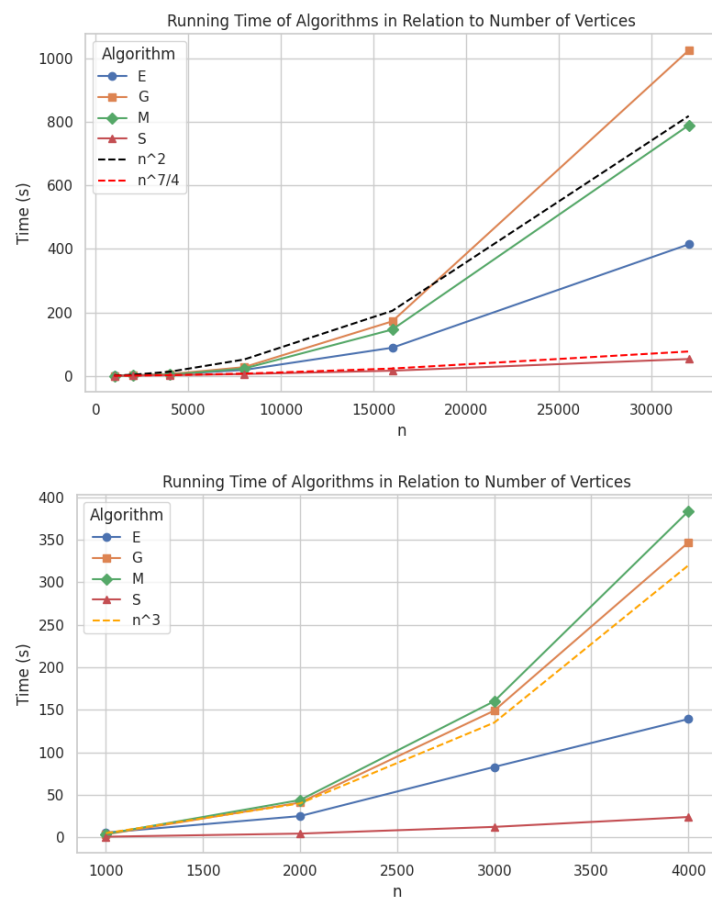 Running Time of Algorithms in Relation to Number of Vertices
Algorithm
E
G
M
S
n^2
n^7/4
Time (s)
1000
800
600
400
200
0
0 5000 10000 15000 20000 25000 30000
n
Running Time of Algorithms in Relation to Number of Vertices
Algorithm
E
G
M
S
n^3
Time (s)
400
350
300
250
200
150
100
50
0
1000 1500 2000 2500 3000 3500 4000
n